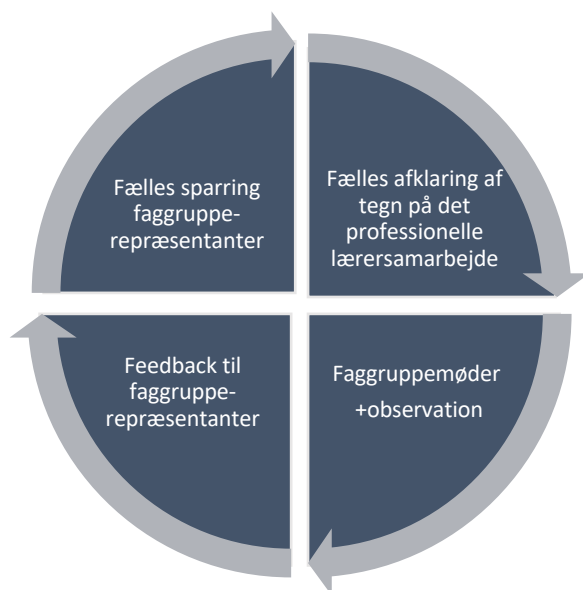 Fælles sparring
faggruppe-
repræsentanter
Fælles afklaring af
tegn på det
professionelle
lærersamarbejde
Feedback til
faggruppe-
repræsentanter
Faggruppemøder
+observation